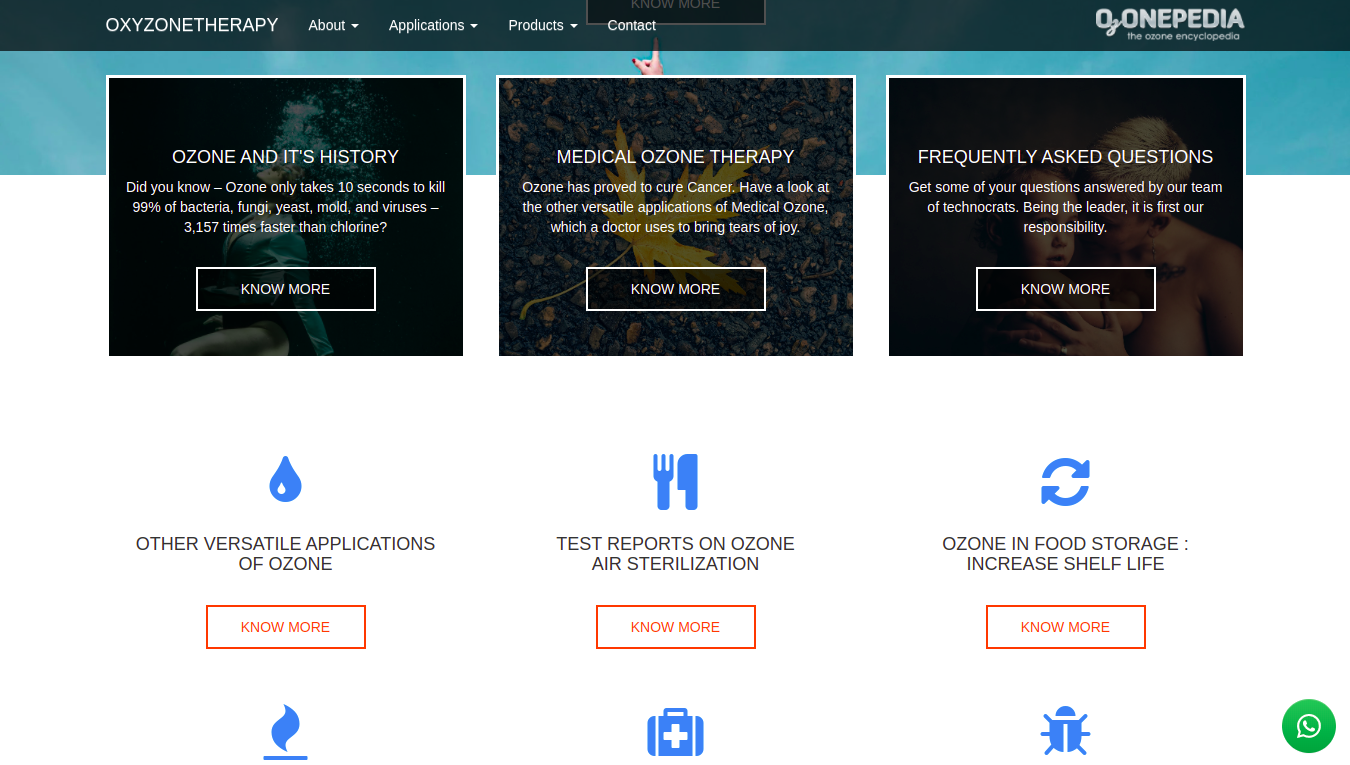 KNOW MORE
OXYZONETHERAPY
About
Applications
Products
Contact
OZONEPEDIA
the ozone encyclopedia
OZONE AND IT'S HISTORY
Did you know – Ozone only takes 10 seconds to kill
99% of bacteria, fungi, yeast, mold, and viruses –
3,157 times faster than chlorine?
KNOW MORE
MEDICAL OZONE THERAPY
Ozone has proved to cure Cancer. Have a look at
the other versatile applications of Medical Ozone,
which a doctor uses to bring tears of joy.
KNOW MORE
FREQUENTLY ASKED QUESTIONS
Get some of your questions answered by our team
of technocrats. Being the leader, it is first our
responsibility.
KNOW MORE
OTHER VERSATILE APPLICATIONS
OF OZONE
KNOW MORE
TEST REPORTS ON OZONE
AIR STERILIZATION
KNOW MORE
OZONE IN FOOD STORAGE :
INCREASE SHELF LIFE
KNOW MORE